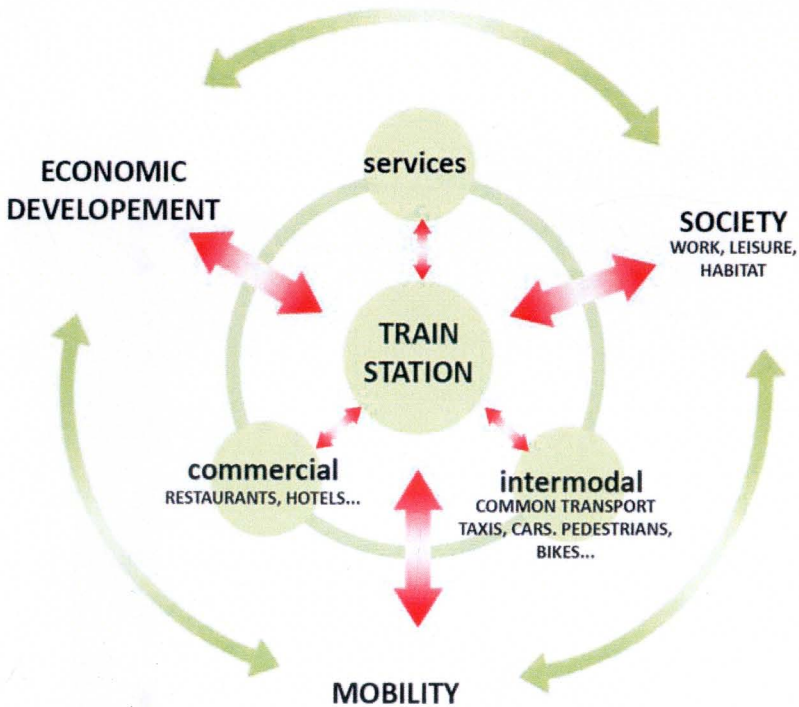 services
ECONOMIC
DEVELOPEMENT
SOCIETY
WORK, LEISURE,
HABITAT
TRAIN
STATION
commercial
RESTAURANTS, HOTELS...
intermodal
COMMON TRANSPORT
TAXIS, CARS. PEDESTRIANS,
BIKES...
MOBILITY